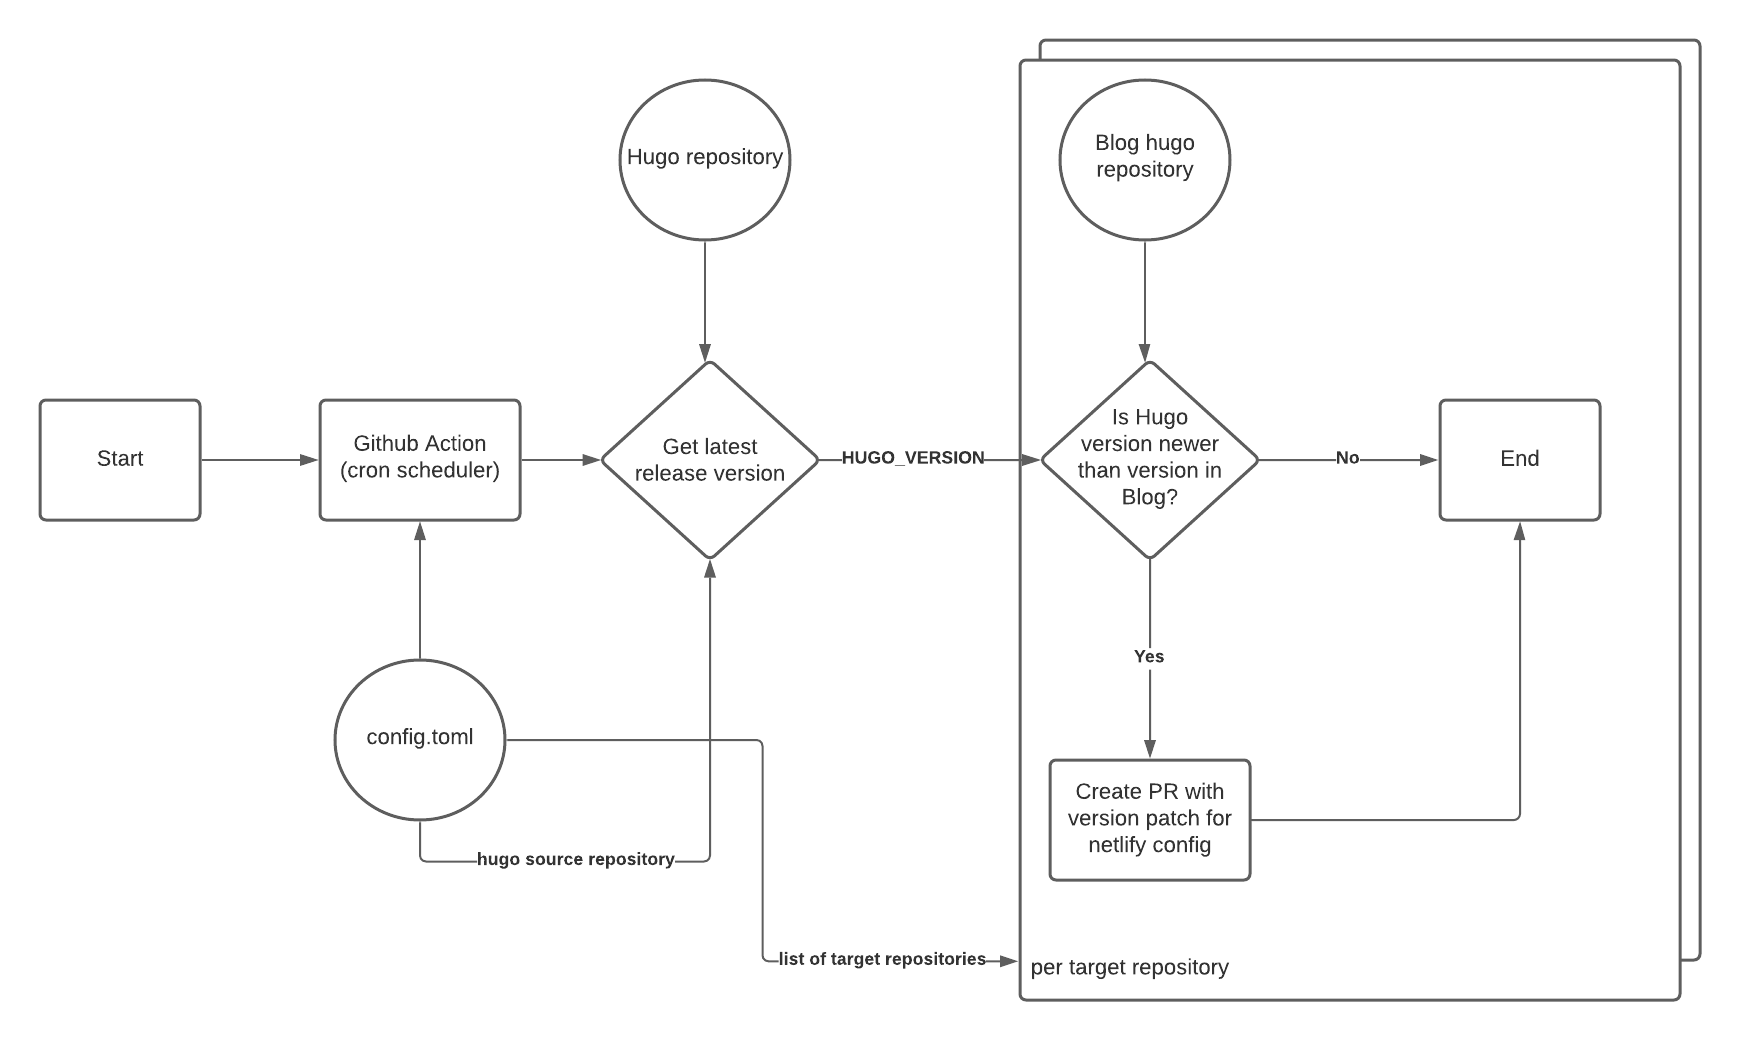 Hugo repository
Blog hugo
repository
Start
Github Action
(cron scheduler)
Get latest
release version
HUGO_VERSION
Is Hugo
version newer
than version in
Blog?
No
End
Yes
config.toml
Create PR with
version patch for
netlify config
hugo source repository
list of target repositories
per target repository